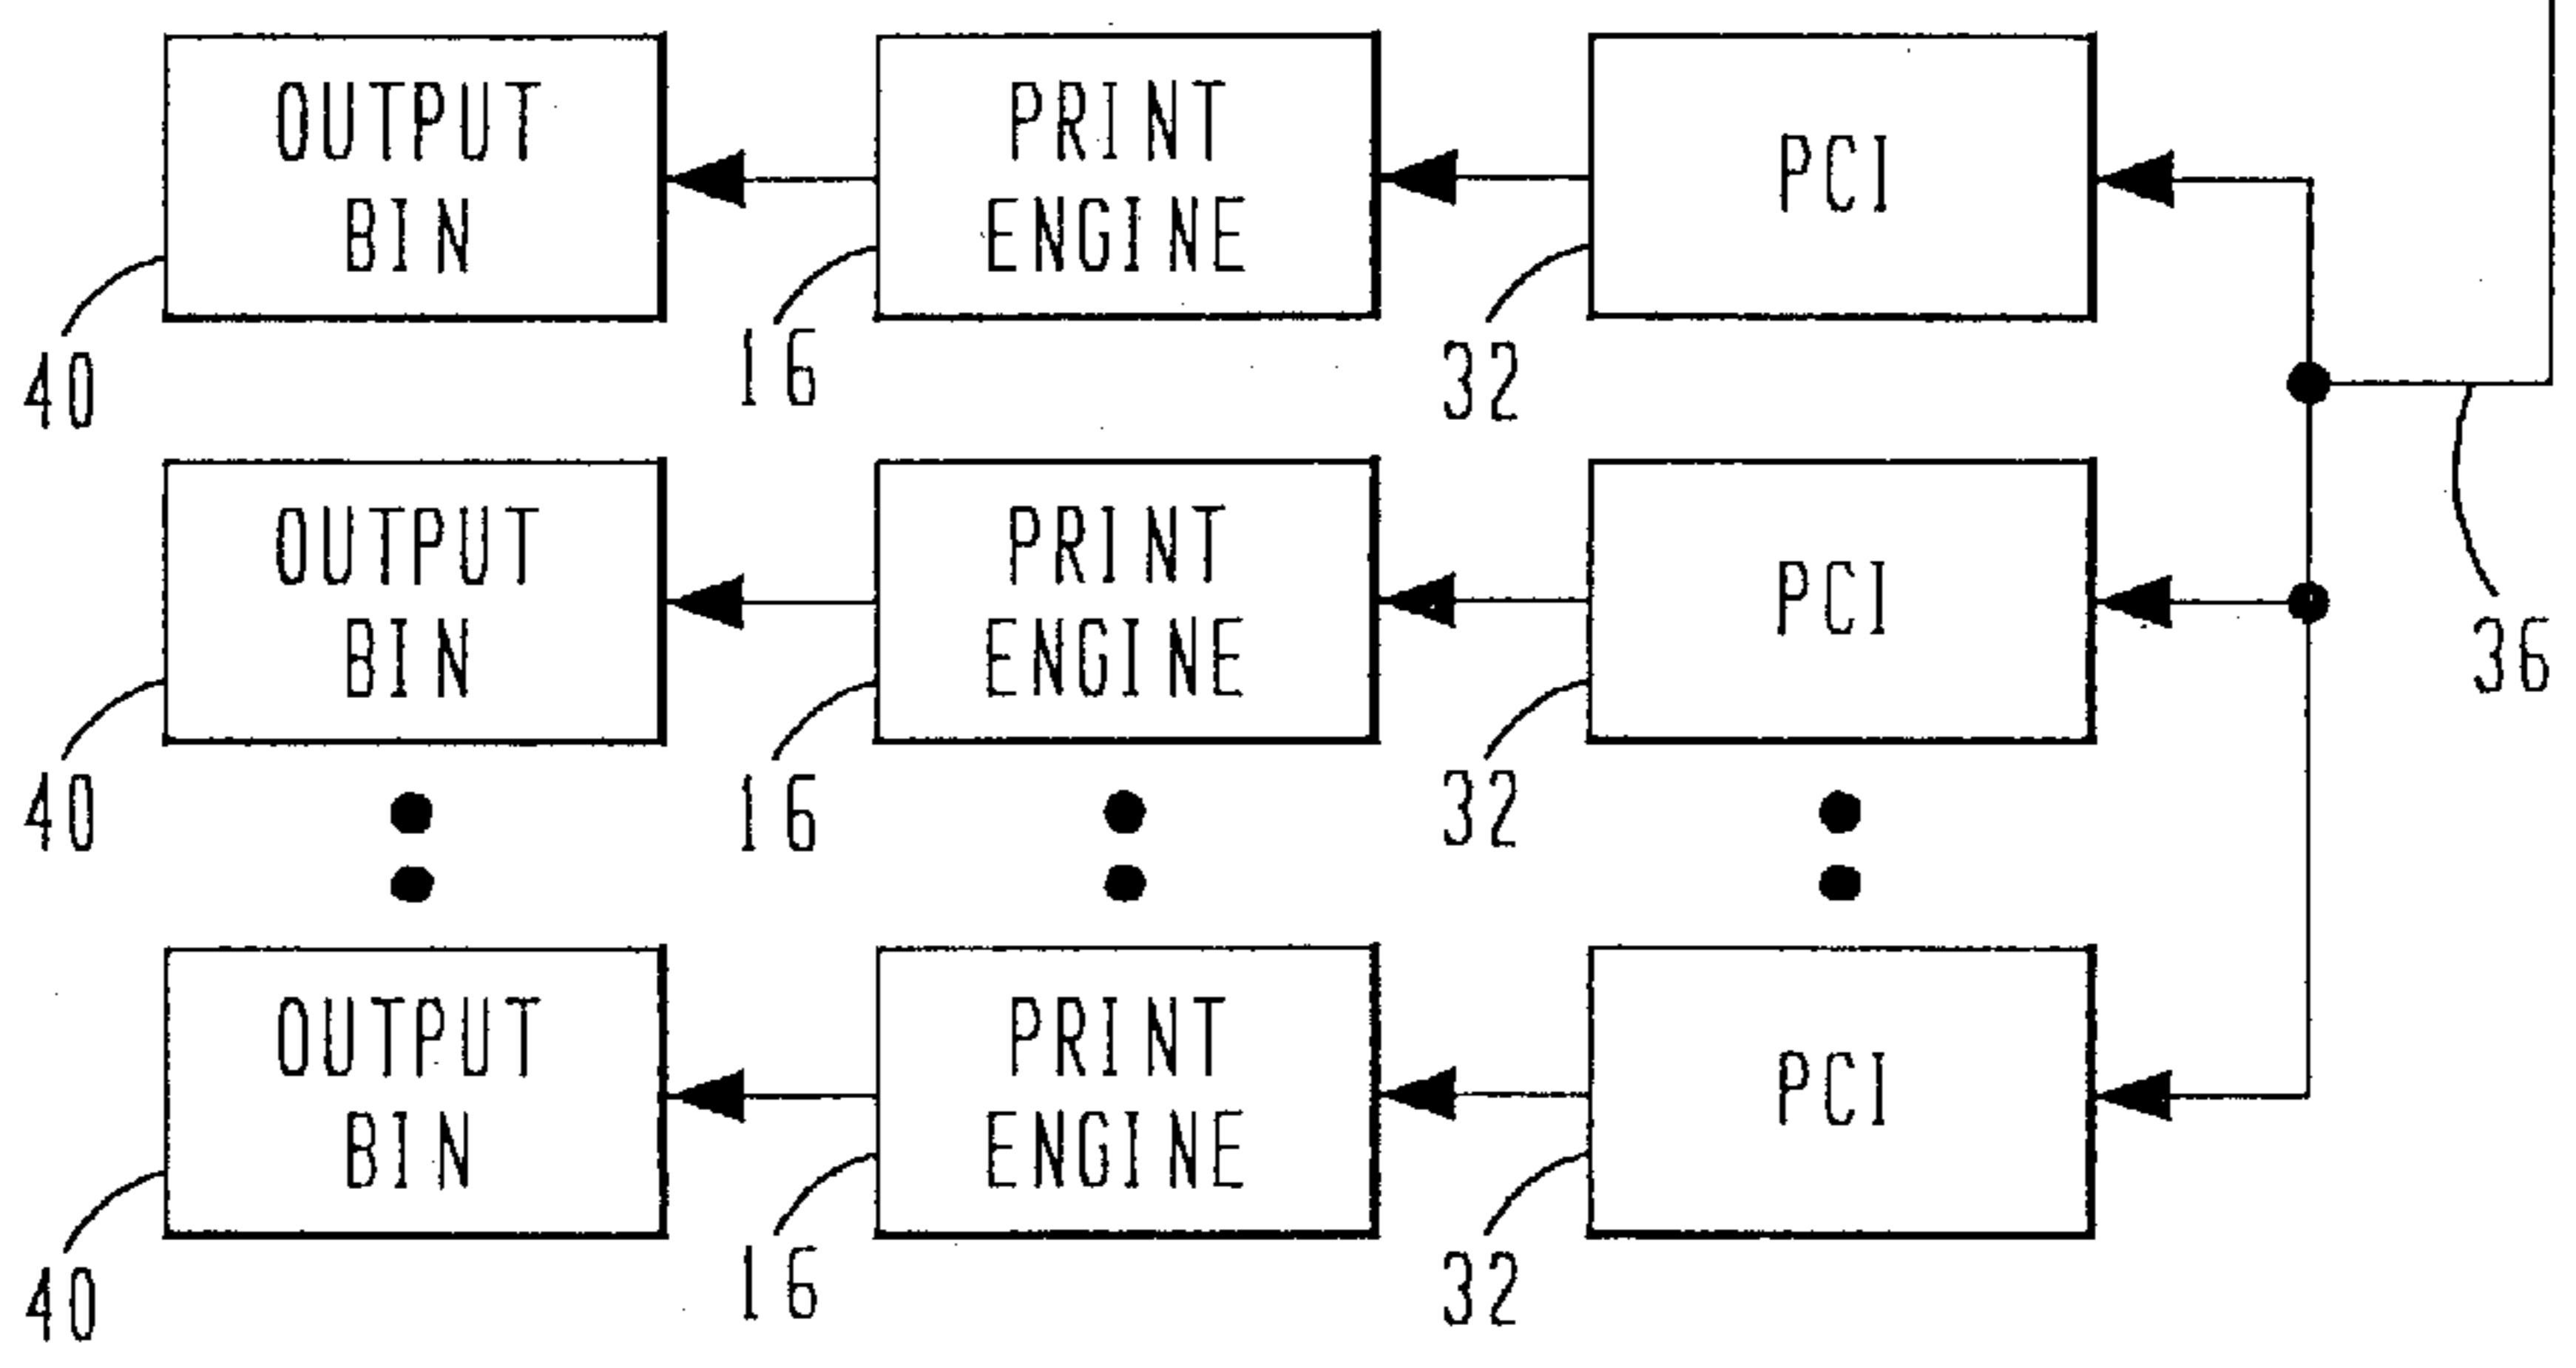 OUTPUT
BIN
PRINT
ENGINE
PCI
40
16
32
OUTPUT
BIN
PRINT
ENGINE
PCI
36
40
16
32
OUTPUT
BIN
PRINT
ENGINE
PCI
40
16
32